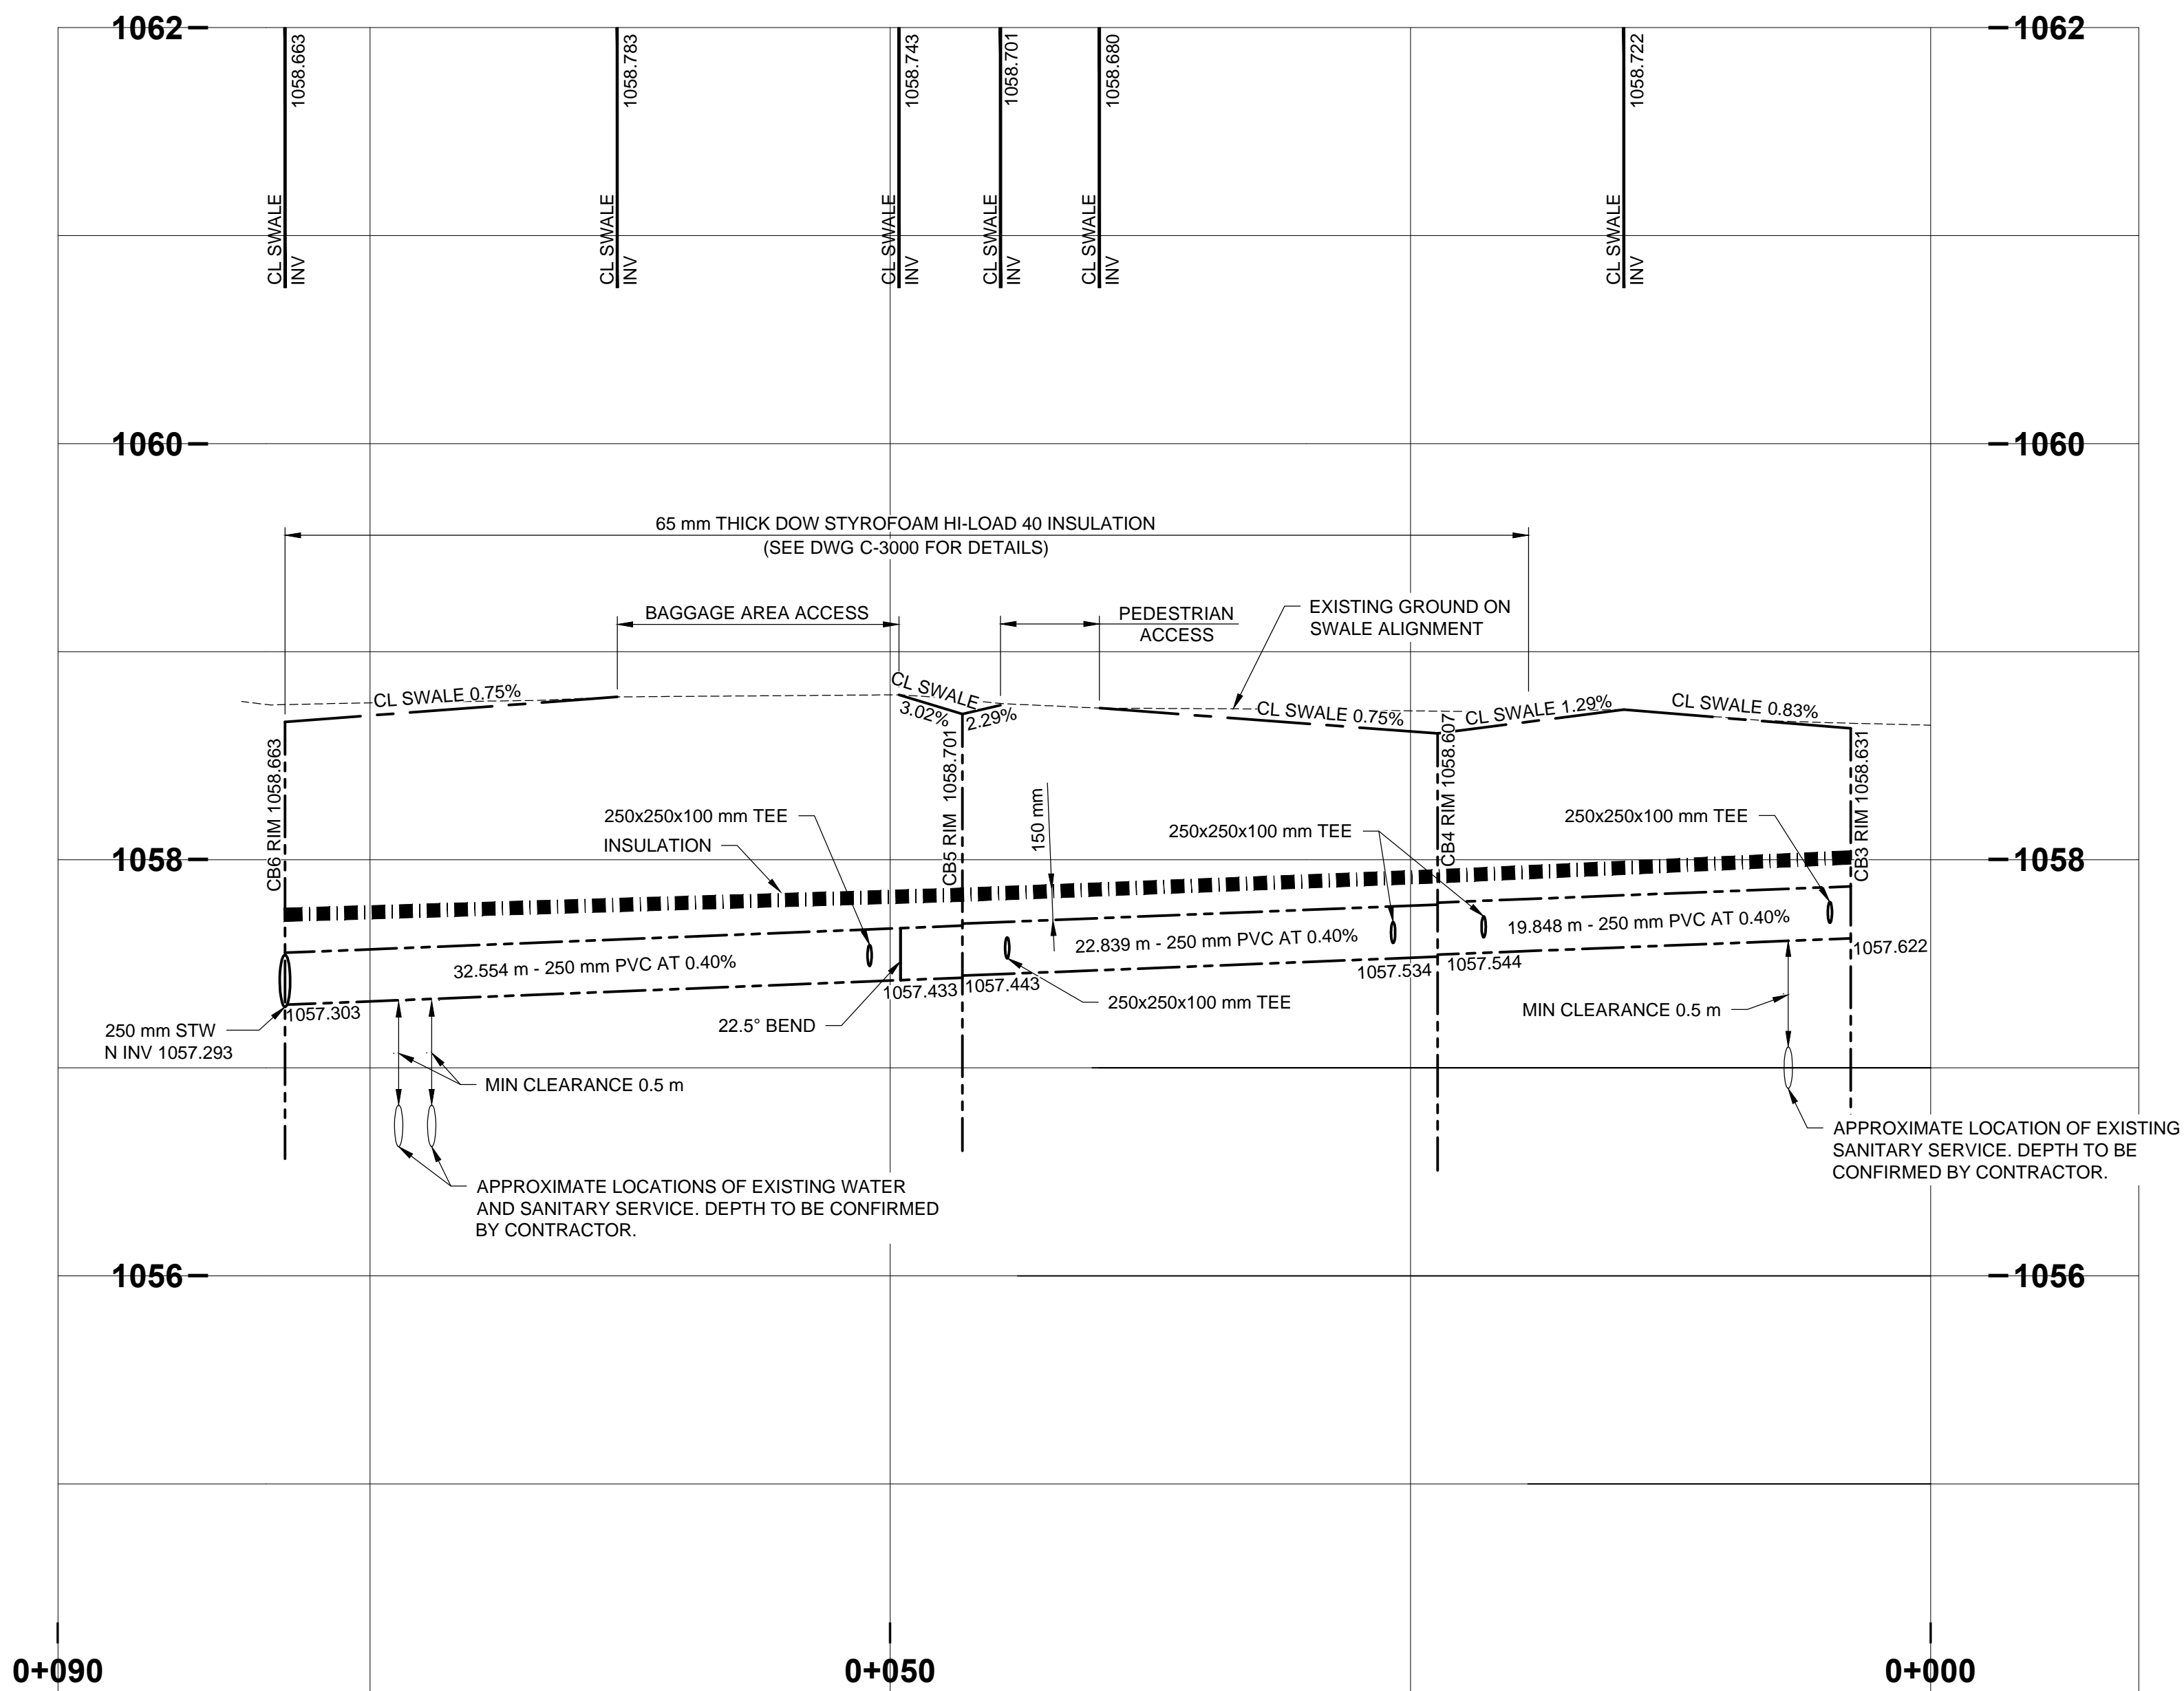 1062
1062
1058.663
1058.783
1058.743
1058.701
1058.680
1058.722
CL SWALE
INV
CL SWALE
INV
CL SWALE
INV
CL SWALE
INV
CL SWALE
INV
CL SWALE
INV
1060
1060
65 mm THICK DOW STYROFOAM HI-LOAD 40 INSULATION
(SEE DWG C-3000 FOR DETAILS)
BAGGAGE AREA ACCESS
PEDESTRIAN
ACCESS
EXISTING GROUND ON
SWALE ALIGNMENT
CL SWALE 0.75%
CL SWALE
3.02%
2.29%
CL SWALE 0.75%
CL SWALE 1.29%
CL SWALE 0.83%
CB6 RIM 1058.663
CB5 RIM 1058.701
CB4 RIM 1058.607
CB3 RIM 1058.631
250x250x100 mm TEE
INSULATION
150 mm
250x250x100 mm TEE
250x250x100 mm TEE
1058
1058
32.554 m - 250 mm PVC AT 0.40%
22.839 m - 250 mm PVC AT 0.40%
19.848 m - 250 mm PVC AT 0.40%
1057.303
1057.433
1057.443
1057.534
1057.544
1057.622
250 mm STW
N INV 1057.293
22.5° BEND
250x250x100 mm TEE
MIN CLEARANCE 0.5 m
MIN CLEARANCE 0.5 m
APPROXIMATE LOCATIONS OF EXISTING WATER
AND SANITARY SERVICE. DEPTH TO BE CONFIRMED
BY CONTRACTOR.
APPROXIMATE LOCATION OF EXISTING
SANITARY SERVICE. DEPTH TO BE
CONFIRMED BY CONTRACTOR.
1056
1056
0+090
0+050
0+000